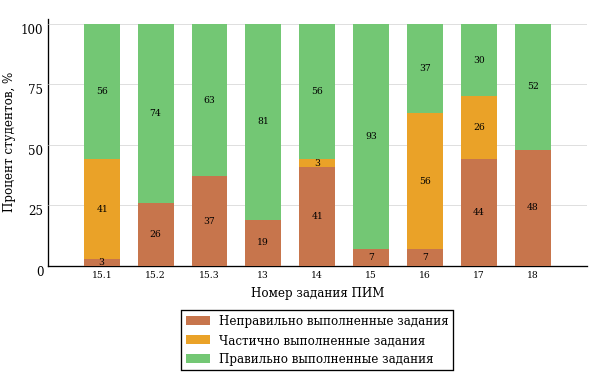 Процент студентов, %
100
75
50
25
0
56 74 63 81 56 93 37 30 52
41 3 56 26
3 26 37 19 41 7 7 44 48
15.1 15.2 15.3 13 14 15 16 17 18
Номер задания ПИМ
Неправильно выполненные задания
Частично выполненные задания
Правильно выполненные задания